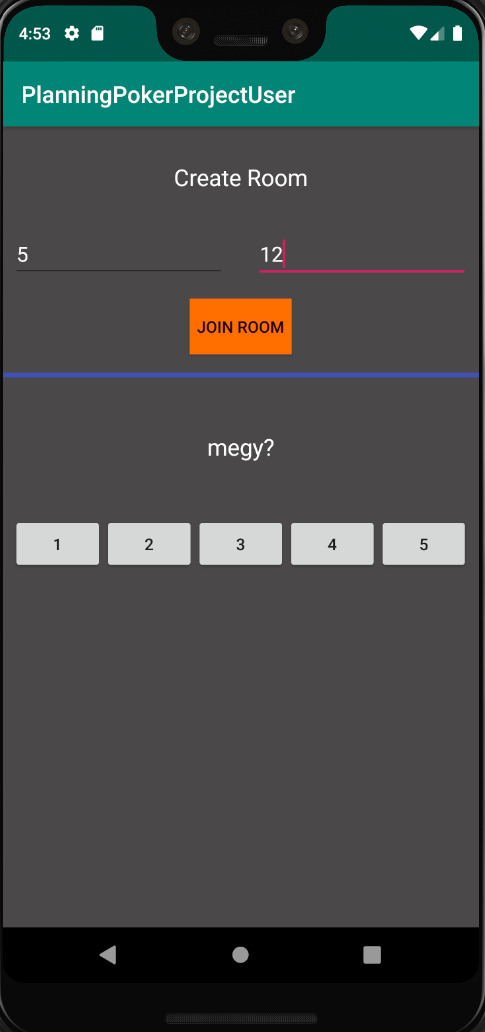 4:53
PlanningPokerProjectUser
Create Room
5 12
JOIN ROOM
megy?
1 2 3 4 5